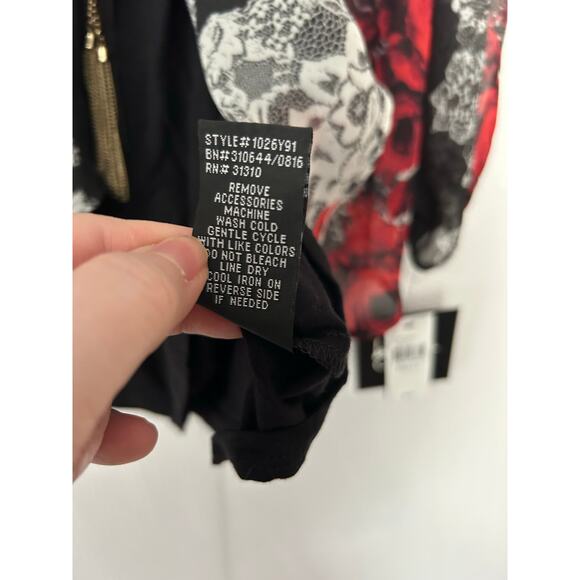 STYLE# 1026Y91
BN# 310644/0816
RN# 31310
REMOVE
ACCESSORIES
MACHINE
WASH COLD
GENTLE CYCLE
WITH LIKE COLORS
DO NOT BLEACH
LINE DRY
COOL IRON ON
REVERSE SIDE
IF NEEDED